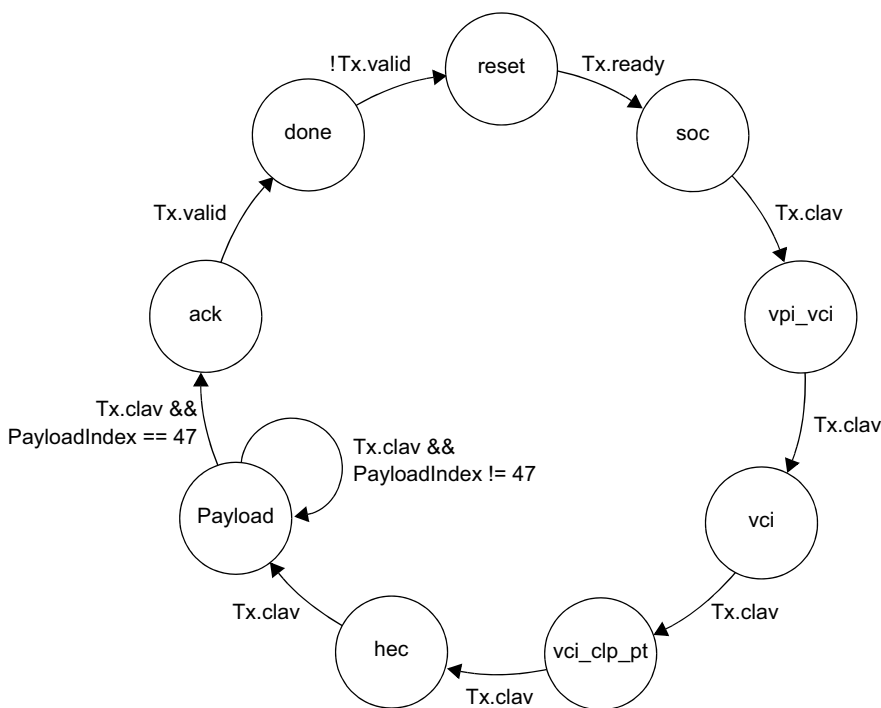 !Tx.valid
reset
Tx.ready
done
soc
Tx.valid
Tx.clav
ack
vpi_vci
Tx.clav &&
PayloadIndex == 47
Tx.clav &&
PayloadIndex != 47
Tx.clav
Payload
vci
Tx.clav
Tx.clav
hec
vci_clp_pt
Tx.clav